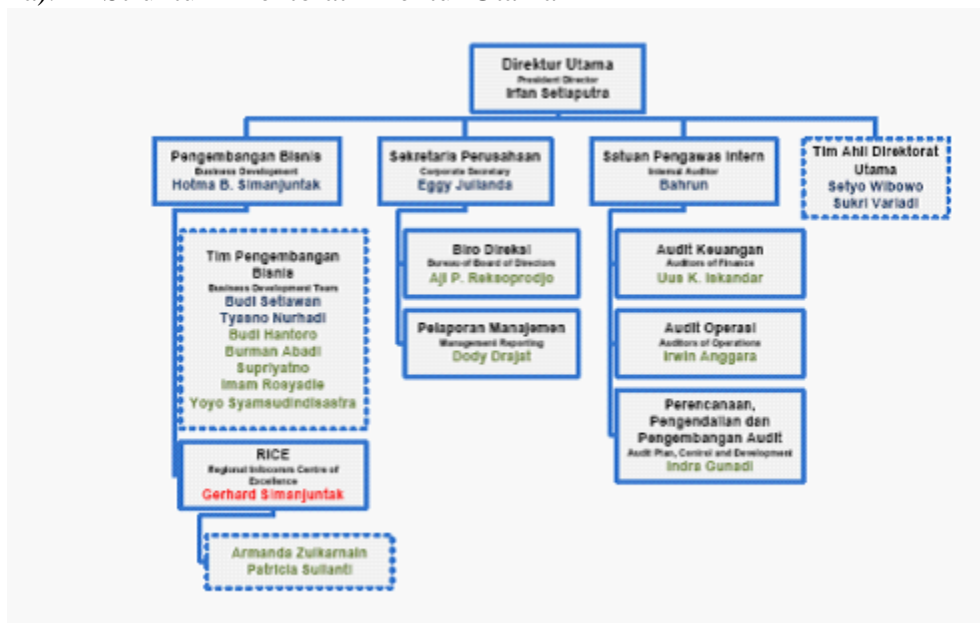 Direktur Utama
President Director
Irfan Setiaputra
Pengembangan Bisnis
Business Development
Hotma B. Simanjuntak
Sekretaris Perusahaan
Corporate Secretary
Eggy Julianda
Satuan Pengawas Intern
Internal Auditor
Bahrun
Tim Ahli Direktorat
Utama
Setyo Wibowo
Sukri Variadi
Tim Pengembangan
Bisnis
Business Development Team
Budi Setiawan
Tyasno Nurhadi
Budi Hantoro
Burman Abadi
Supriyatno
Imam Rosyadie
Yoyo Syamsudindisastra
RICE
Regional Infocomm Centre of
Excellence
Gerhard Simanjuntak
Armanda Zulkarnain
Patricia Sulianti
Biro Direksi
Bureau of Board of Directors
Aji P. Reksoprodjo
Pelaporan Manajemen
Management Reporting
Dody Drajat
Audit Keuangan
Auditors of Finance
Uus K. Iskandar
Audit Operasi
Auditors of Operations
Irwin Anggara
Perencanaan,
Pengendalian dan
Pengembangan Audit
Audit Plan, Control and Development
Indra Gunadi